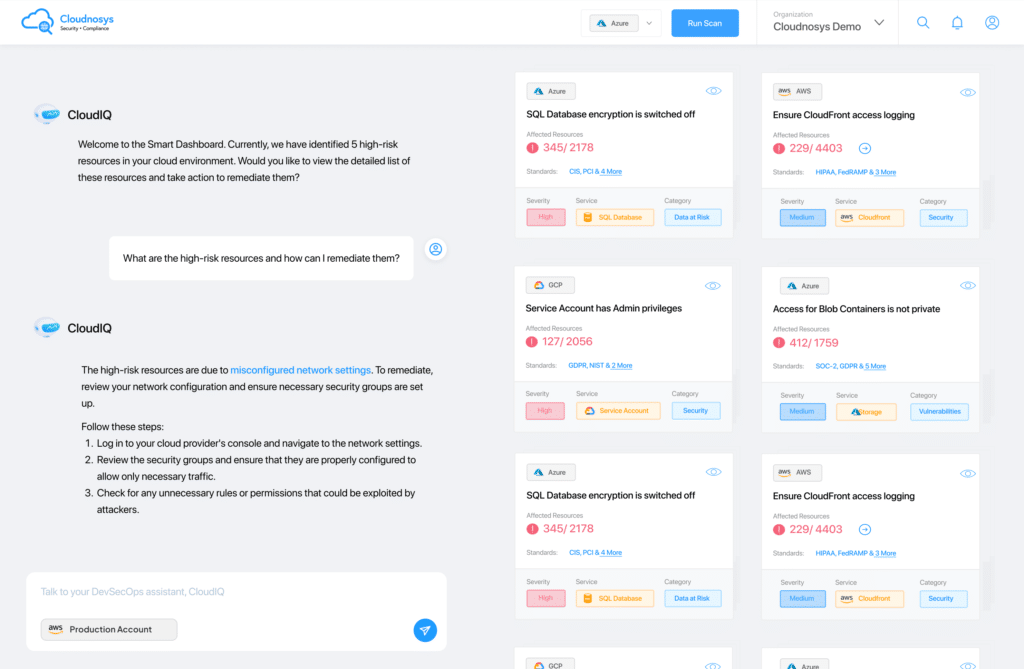 Cloudnosys
Security • Compliance
Azure
Run Scan
Organization
Cloudnosys Demo
CloudIQ
Welcome to the Smart Dashboard. Currently, we have identified 5 high-risk
resources in your cloud environment. Would you like to view the detailed list
of these resources and take action to remediate them?
What are the high-risk resources and how can I remediate them?
CloudIQ
The high-risk resources are due to misconfigured network settings. To remediate,
review your network configuration and ensure necessary security groups are set
up.
Follow these steps:
1. Log in to your cloud provider's console and navigate to the network settings.
2. Review the security groups and ensure that they are properly configured to
allow only necessary traffic.
3. Check for any unnecessary rules or permissions that could be exploited by
attackers.
Talk to your DevSecOps assistant, CloudIQ
aws Production Account
Azure
SQL Database encryption is switched off
Affected Resources
345/ 2178
Standards: CIS, PCI & 4 More
Severity Service Category
High SQL Database Data at Risk
aws AWS
Ensure CloudFront access logging
Affected Resources
229/ 4403
Standards: HIPAA, FedRAMP & 3 More
Severity Service Category
Medium aws Cloudfront Security
GCP
Service Account has Admin privileges
Affected Resources
127/ 2056
Standards: GDPR, NIST & 2 More
Severity Service Category
High Service Account Security
Azure
Access for Blob Containers is not private
Affected Resources
412/ 1759
Standards: SOC-2, GDPR & 5 More
Severity Service Category
Medium Storage Vulnerabilities
Azure
SQL Database encryption is switched off
Affected Resources
345/ 2178
Standards: CIS, PCI & 4 More
Severity Service Category
High SQL Database Data at Risk
aws AWS
Ensure CloudFront access logging
Affected Resources
229/ 4403
Standards: HIPAA, FedRAMP & 3 More
Severity Service Category
Medium aws Cloudfront Security
GCP
Azure